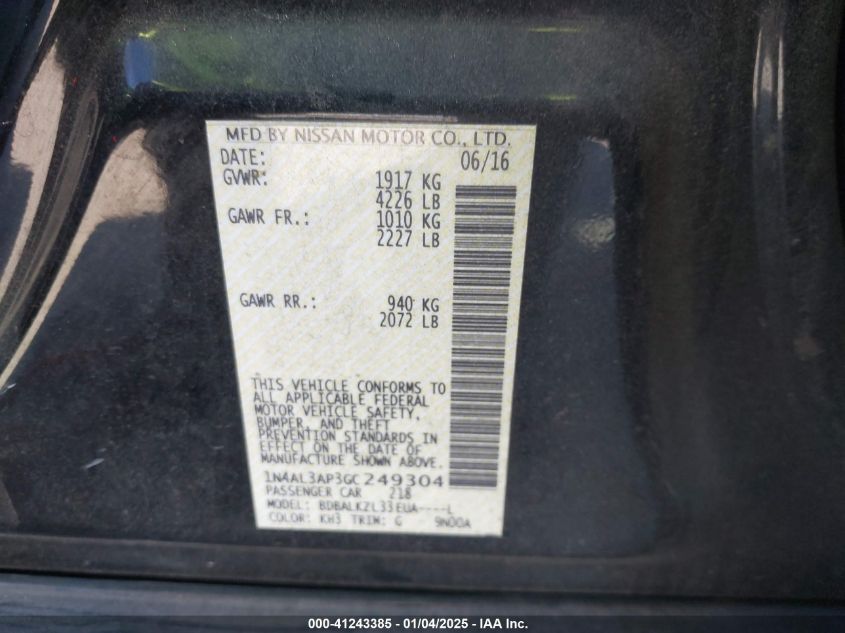 MFD BY NISSAN MOTOR CO., LTD.
DATE: 06/16
GVWR: 1917 KG
4226 LB
GAWR FR.: 1010 KG
2227 LB
GAWR RR.: 940 KG
2072 LB
THIS VEHICLE CONFORMS TO
ALL APPLICABLE FEDERAL
MOTOR VEHICLE SAFETY,
BUMPER, AND THEFT
PREVENTION STANDARDS IN
EFFECT ON THE DATE OF
MANUFACTURE SHOWN ABOVE.
1N4AL3AP3GC249304
PASSENGER CAR 218
MODEL: BDBALKZL33EUA----L
COLOR: KH3 TRIM: G 9N00A
000-41243385 - 01/04/2025 - IAA Inc.